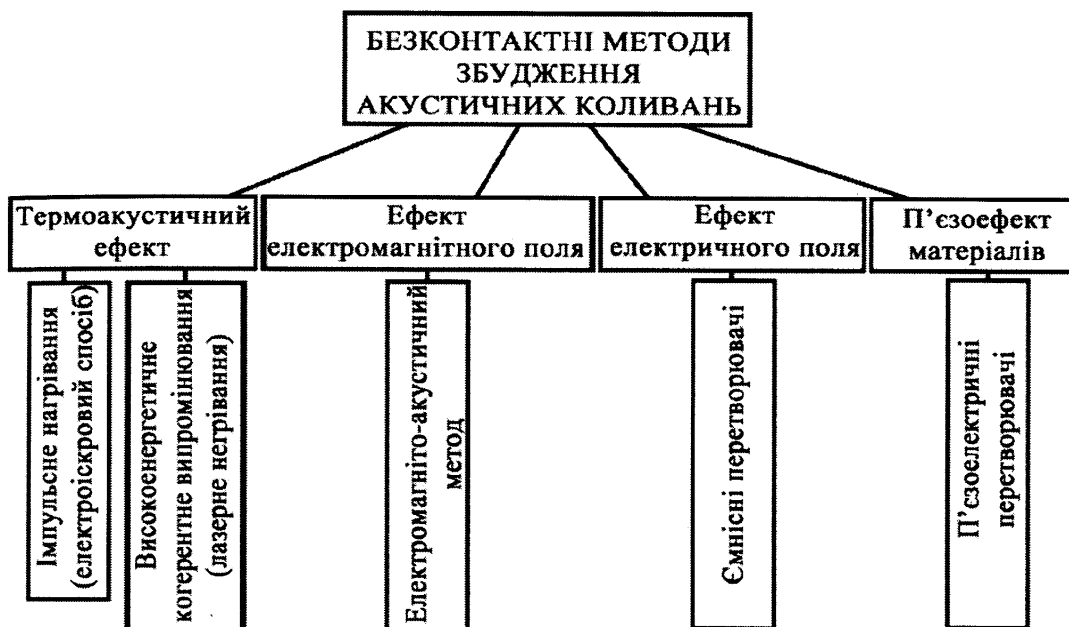 БЕЗКОНТАКТНІ МЕТОДИ
ЗБУДЖЕННЯ
АКУСТИЧНИХ КОЛИВАНЬ
Термоакустичний
ефект
Ефект
електромагнітного поля
Ефект
електричного поля
П’єзоефект
матеріалів
Імпульсне нагрівання
(електроіскровий спосіб)
Високоенергетичне
когерентне випромінювання
(лазерне негрівання)
Електромагніто-акустичний
метод
Ємнісні перетворювачі
П’єзоелектричні
перетворювачі